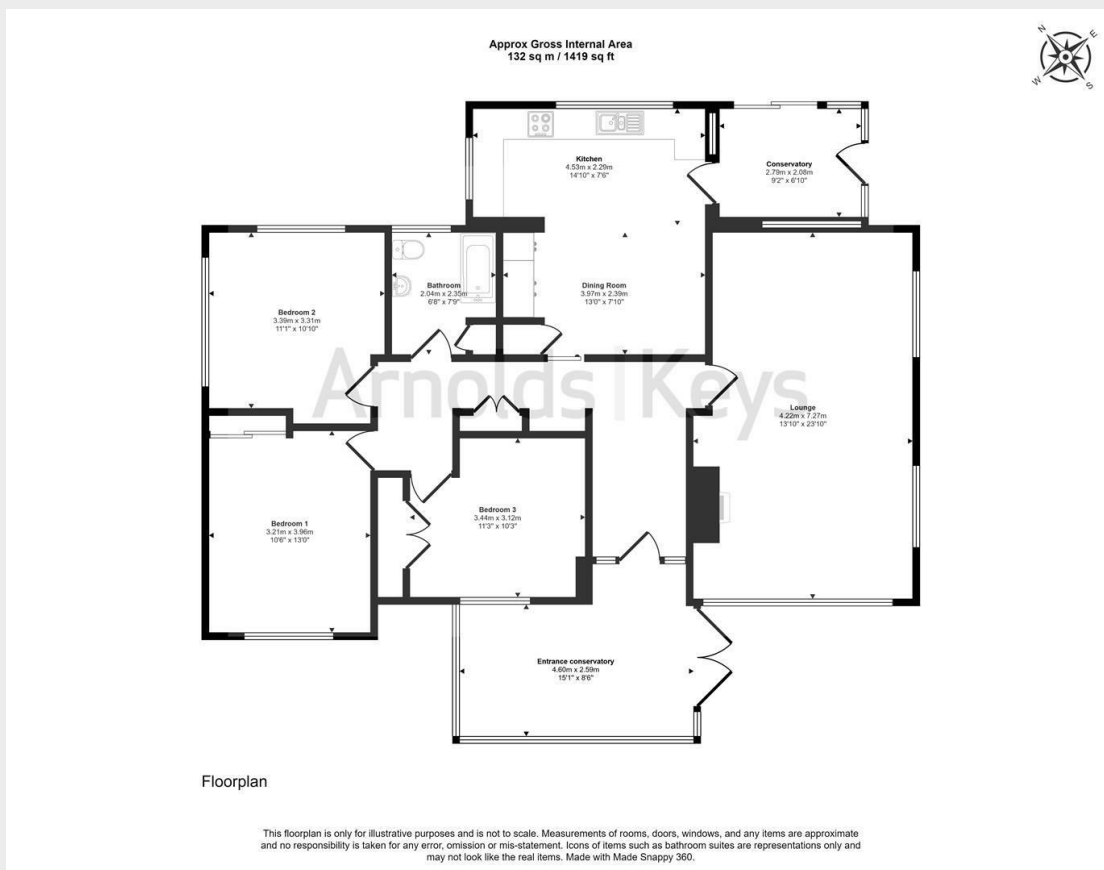 Approx Gross Internal Area
132 sq m / 1419 sq ft
N
E
W
S
Kitchen
4.53m x 2.29m
14'10" x 7'6"
Conservatory
2.79m x 2.08m
9'2" x 6'10"
Bathroom
2.04m x 2.35m
6'8" x 7'9"
Dining Room
3.97m x 2.39m
13'0" x 7'10"
Bedroom 2
3.39m x 3.31m
11'1" x 10'10"
Arnolds | Keys
Lounge
4.22m x 7.27m
13'10" x 23'10"
Bedroom 3
3.44m x 3.12m
11'3" x 10'3"
Bedroom 1
3.21m x 3.96m
10'6" x 13'0"
Entrance conservatory
4.60m x 2.59m
15'1" x 8'6"
Floorplan
This floorplan is only for illustrative purposes and is not to scale. Measurements of rooms, doors, windows, and any items are approximate
and no responsibility is taken for any error, omission or mis-statement. Icons of items such as bathroom suites are representations only and
may not look like the real items. Made with Made Snappy 360.